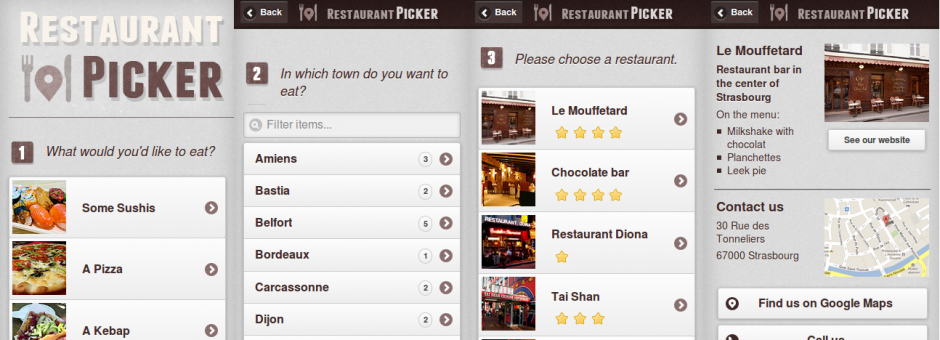 RESTAURANT
PICKER
1
What would you'd like to eat?
Some Sushis
A Pizza
A Kebap
Back
RESTAURANT PICKER
2
In which town do you want to
eat?
Filter items...
Amiens 3
Bastia 2
Belfort 5
Bordeaux 1
Carcassonne 2
Dijon 2
Back
RESTAURANT PICKER
3
Please choose a restaurant.
Le Mouffetard
Chocolate bar
RESTAURANT DIONA
Restaurant Diona
Tai Shan
Back
RESTAURANT PICKER
Le Mouffetard
Restaurant bar in
the center of
Strasbourg
On the menu:
Milkshake with
chocolat
Planchettes
Leek pie
See our website
Contact us
30 Rue des
Tonneliers
67000 Strasbourg
Find us on Google Maps
Call us